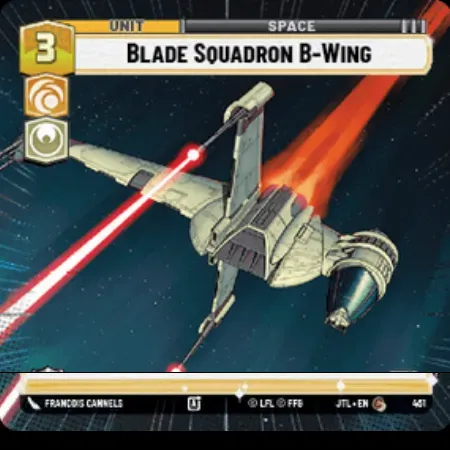 UNIT SPACE
3 BLADE SQUADRON B-WING
FRANCOIS CANNELS LFL FFG JTL • EN 461